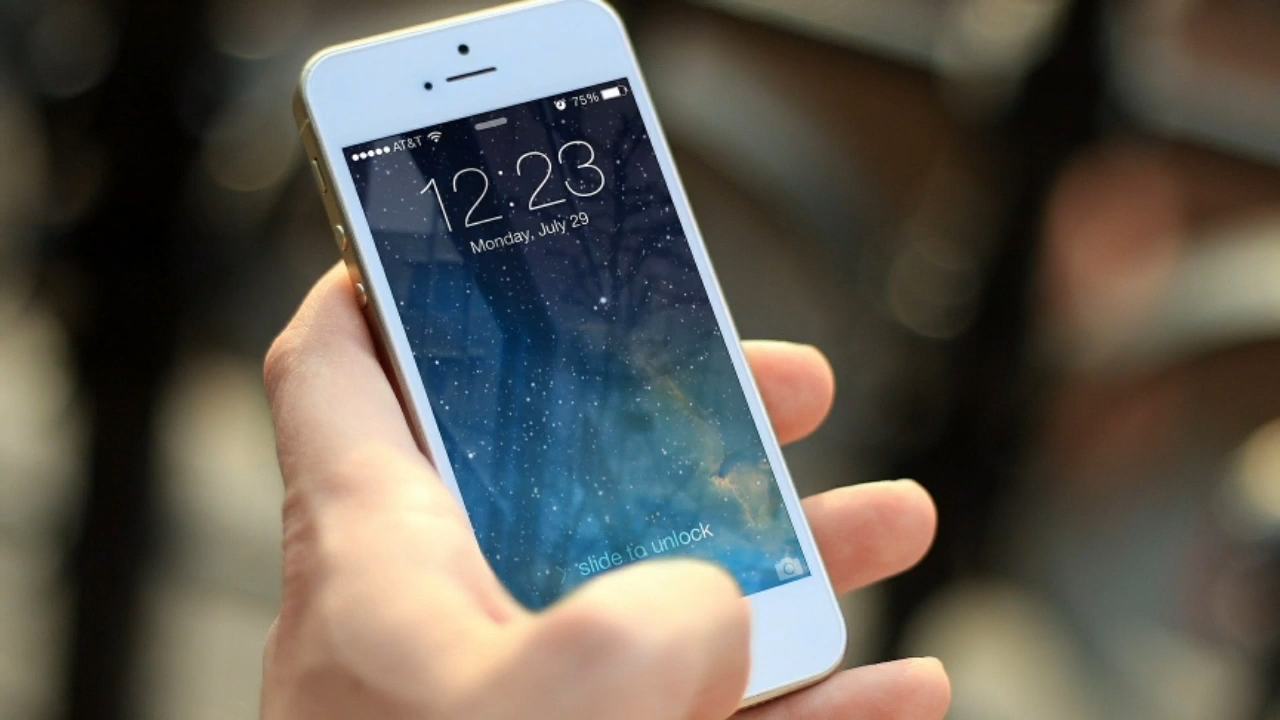 ●●●●● AT&T 75%
12:23
Monday, July 29
> slide to unlock